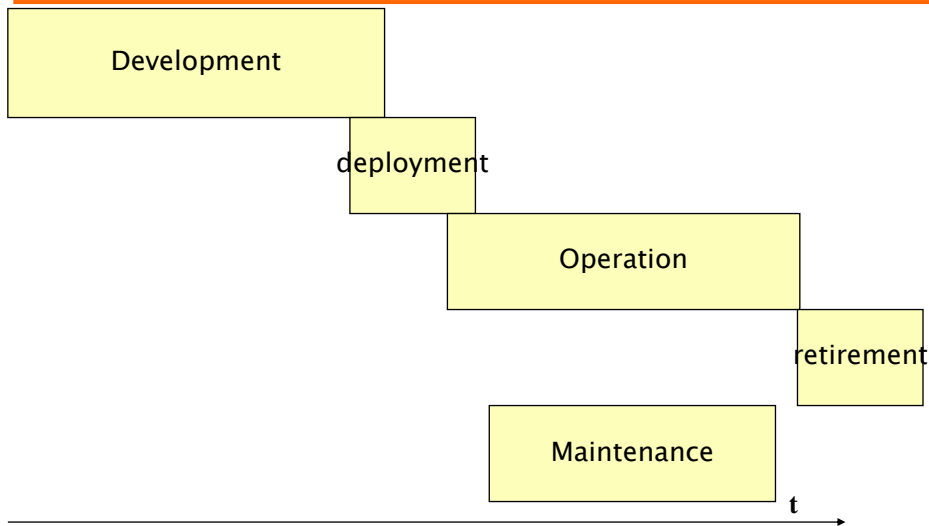 Development
deployment
Operation
retirement
Maintenance
t